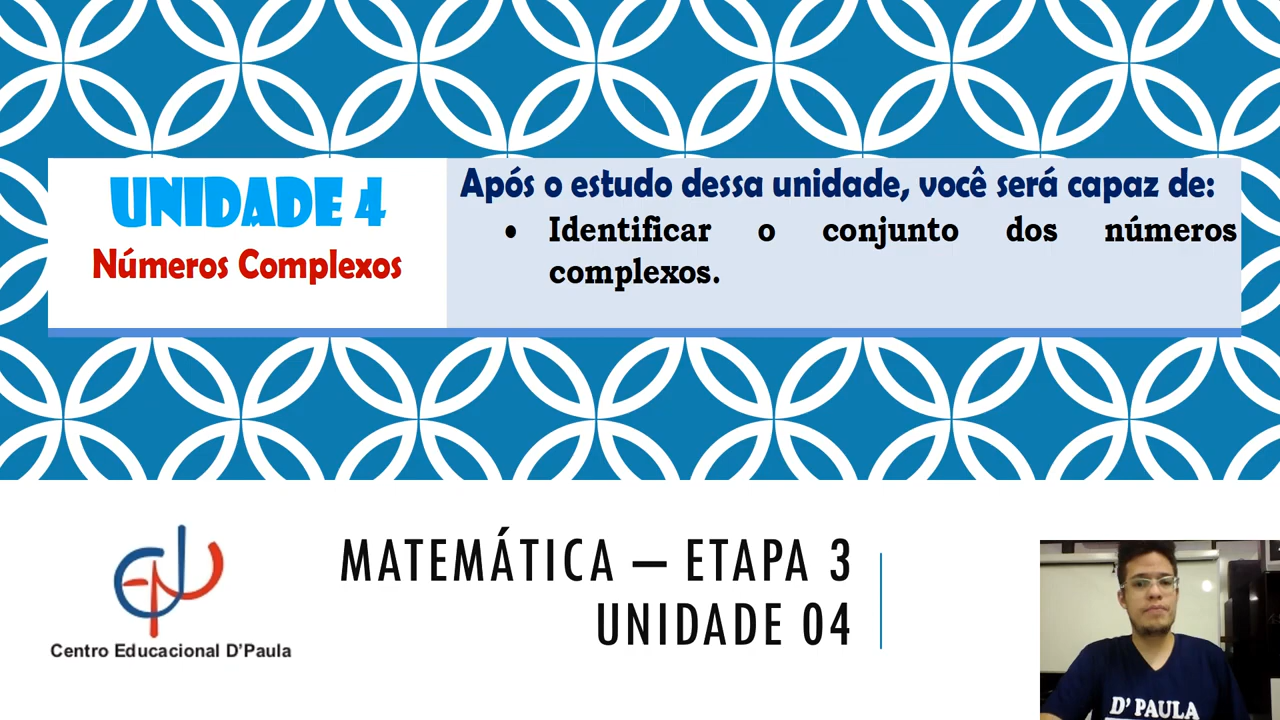 UNIDADE 4
Números Complexos
Após o estudo dessa unidade, você será capaz de:
• Identificar o conjunto dos números
complexos.
MATEMÁTICA – ETAPA 3
UNIDADE 04
Centro Educacional D'Paula
D' PAULA